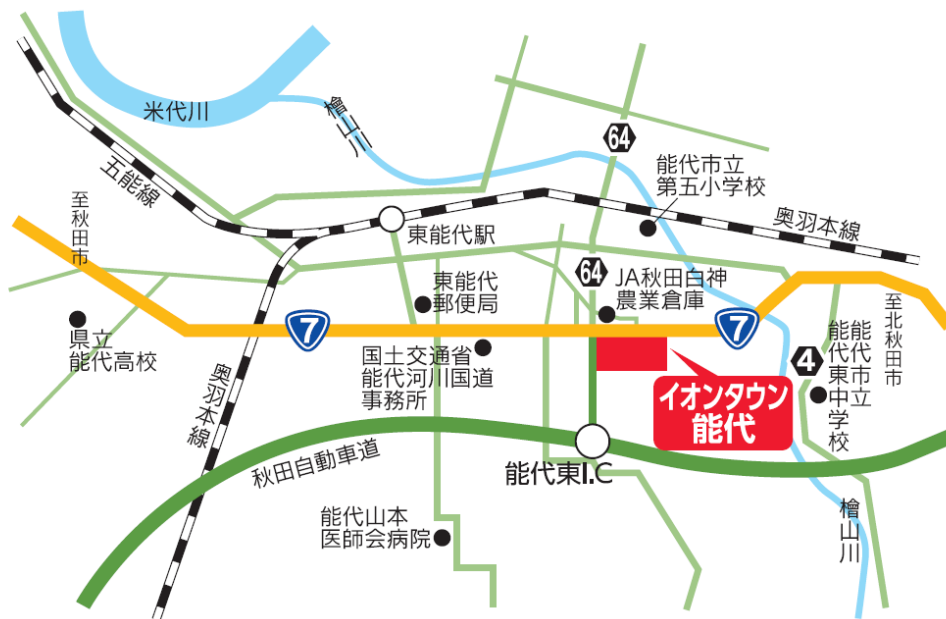 米代川
檜山川
64
能代市立
第五小学校
五能線
奥羽本線
至秋田市
東能代駅
64
JA秋田白神
農業倉庫
東能代
郵便局
7
7
至北秋田市
県立
能代高校
国土交通省
能代河川国道
事務所
4
能代市立
能代東中学校
奥羽本線
イオンタウン
能代
秋田自動車道
能代東I.C
能代山本
医師会病院
檜山川